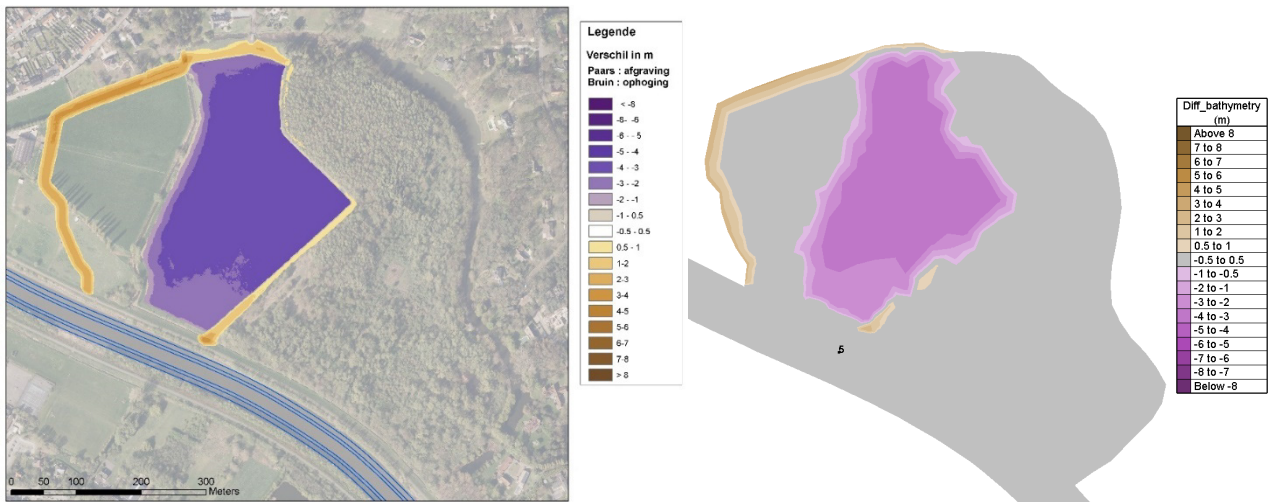 Legende
Verschil in m
Paars : afgraving
Bruin : ophoging
< -8
-8- -6
-6 - -5
-5 - -4
-4 - -3
-3 - -2
-2 - -1
-1 - 0.5
-0.5 - 0.5
0.5 - 1
1-2
2-3
3-4
4-5
5-6
6-7
7-8
> 8
0 50 100 200 300
Meters
Diff_bathymetry
(m)
Above 8
7 to 8
6 to 7
5 to 6
4 to 5
3 to 4
2 to 3
1 to 2
0.5 to 1
-0.5 to 0.5
-1 to -0.5
-2 to -1
-3 to -2
-4 to -3
-5 to -4
-6 to -5
-7 to -6
-8 to -7
Below -8